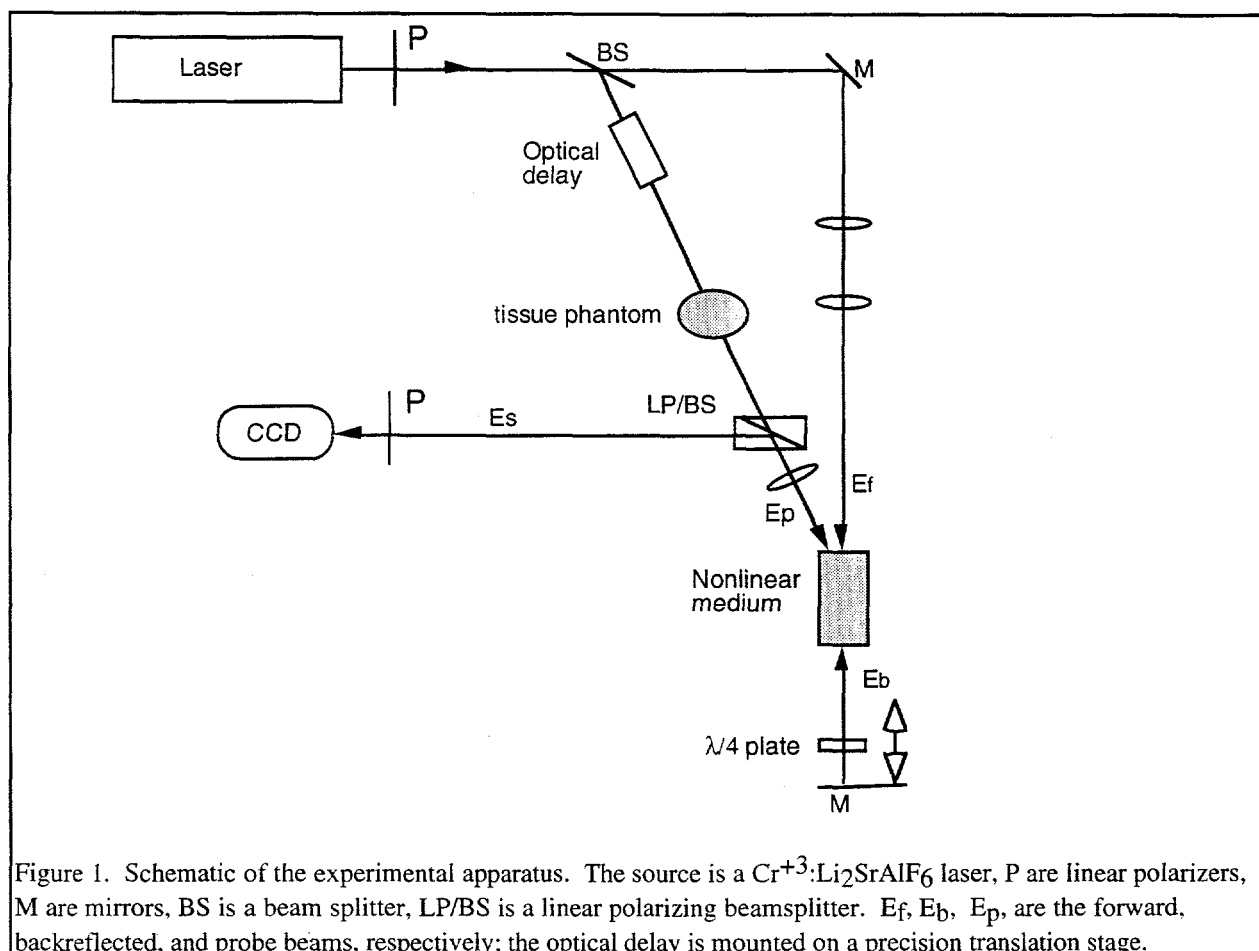 Laser
P
BS
M
Optical
delay
tissue phantom
P
LP/BS
Es
CCD
Ep
Ef
Nonlinear
medium
Eb
λ/4 plate
M
Figure 1. Schematic of the experimental apparatus. The source is a Cr+3:Li2SrAlF6 laser, P are linear polarizers,
M are mirrors, BS is a beam splitter, LP/BS is a linear polarizing beamsplitter. Ef, Eb, Ep, are the forward,
backreflected, and probe beams, respectively; the optical delay is mounted on a precision translation stage.